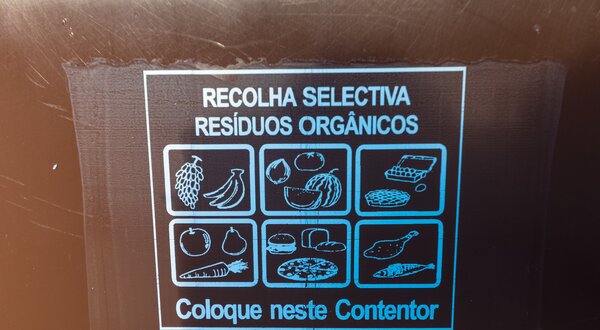 RECOLHA SELECTIVA
RESÍDUOS ORGÂNICOS
Coloque neste Contentor